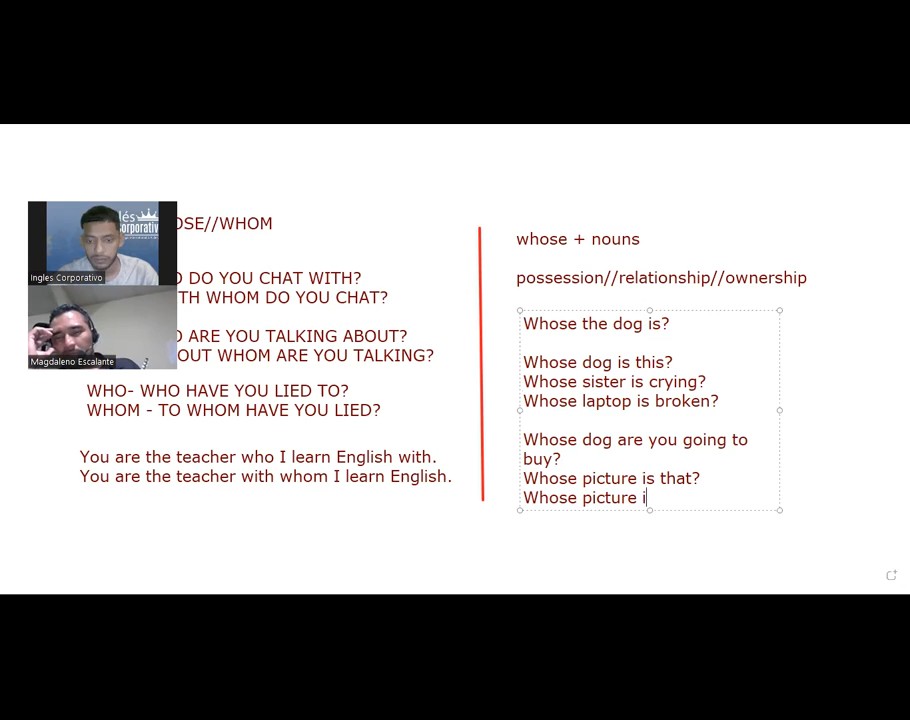 OSE//WHOM
O DO YOU CHAT WITH?
TH WHOM DO YOU CHAT?
O ARE YOU TALKING ABOUT?
OUT WHOM ARE YOU TALKING?
WHO- WHO HAVE YOU LIED TO?
WHOM - TO WHOM HAVE YOU LIED?
You are the teacher who I learn English with.
You are the teacher with whom I learn English.
whose + nouns
possession//relationship//ownership
Whose the dog is?
Whose dog is this?
Whose sister is crying?
Whose laptop is broken?
Whose dog are you going to
buy?
Whose picture is that?
Whose picture i
lés
orporativo
Ingles Corporativo
Magdaleno Escalante